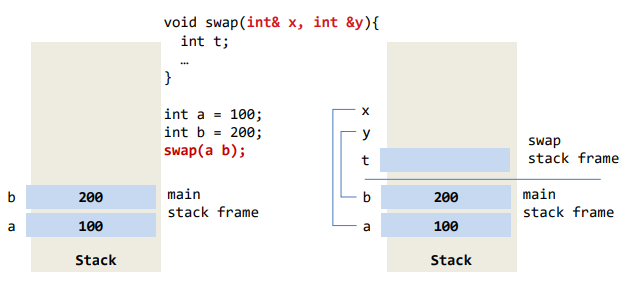 void swap(int& x, int &y){
int t;
…
}
int a = 100;
int b = 200;
swap(a b);
b 200 main
stack frame
a 100
Stack
x
y
t
swap
stack frame
b 200 main
stack frame
a 100
Stack